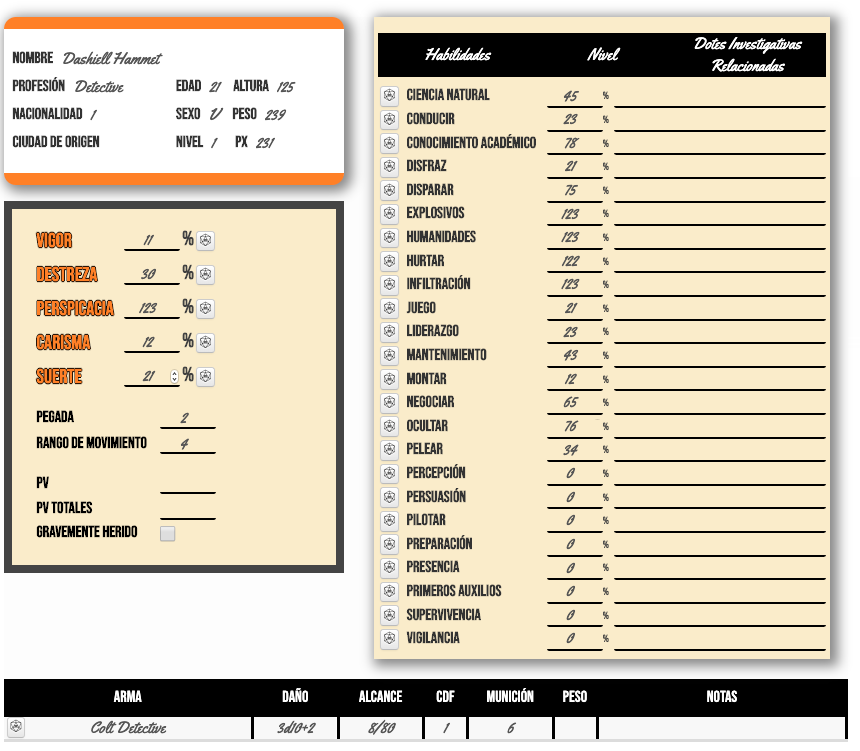 NOMBRE Dashiell Hammet
PROFESIÓN Detective EDAD 21 ALTURA 125
NACIONALIDAD 1 SEXO V PESO 239
CIUDAD DE ORIGEN NIVEL 1 PX 231
VIGOR 11 %
DESTREZA 30 %
PERSPICACIA 123 %
CARISMA 12 %
SUERTE 21 %
PEGADA 2
RANGO DE MOVIMIENTO 4
PV
PV TOTALES
GRAVEMENTE HERIDO
Habilidades Nivel Dotes Investigativas
Relacionadas
CIENCIA NATURAL 45 %
CONDUCIR 23 %
CONOCIMIENTO ACADÉMICO 78 %
DISFRAZ 21 %
DISPARAR 75 %
EXPLOSIVOS 123 %
HUMANIDADES 123 %
HURTAR 122 %
INFILTRACIÓN 123 %
JUEGO 21 %
LIDERAZGO 23 %
MANTENIMIENTO 43 %
MONTAR 12 %
NEGOCIAR 65 %
OCULTAR 76 %
PELEAR 34 %
PERCEPCIÓN 0 %
PERSUASIÓN 0 %
PILOTAR 0 %
PREPARACIÓN 0 %
PRESENCIA 0 %
PRIMEROS AUXILIOS 0 %
SUPERVIVENCIA 0 %
VIGILANCIA 0 %
ARMA DAÑO ALCANCE CDF MUNICIÓN PESO NOTAS
Colt Detective 3d10+2 8/80 1 6